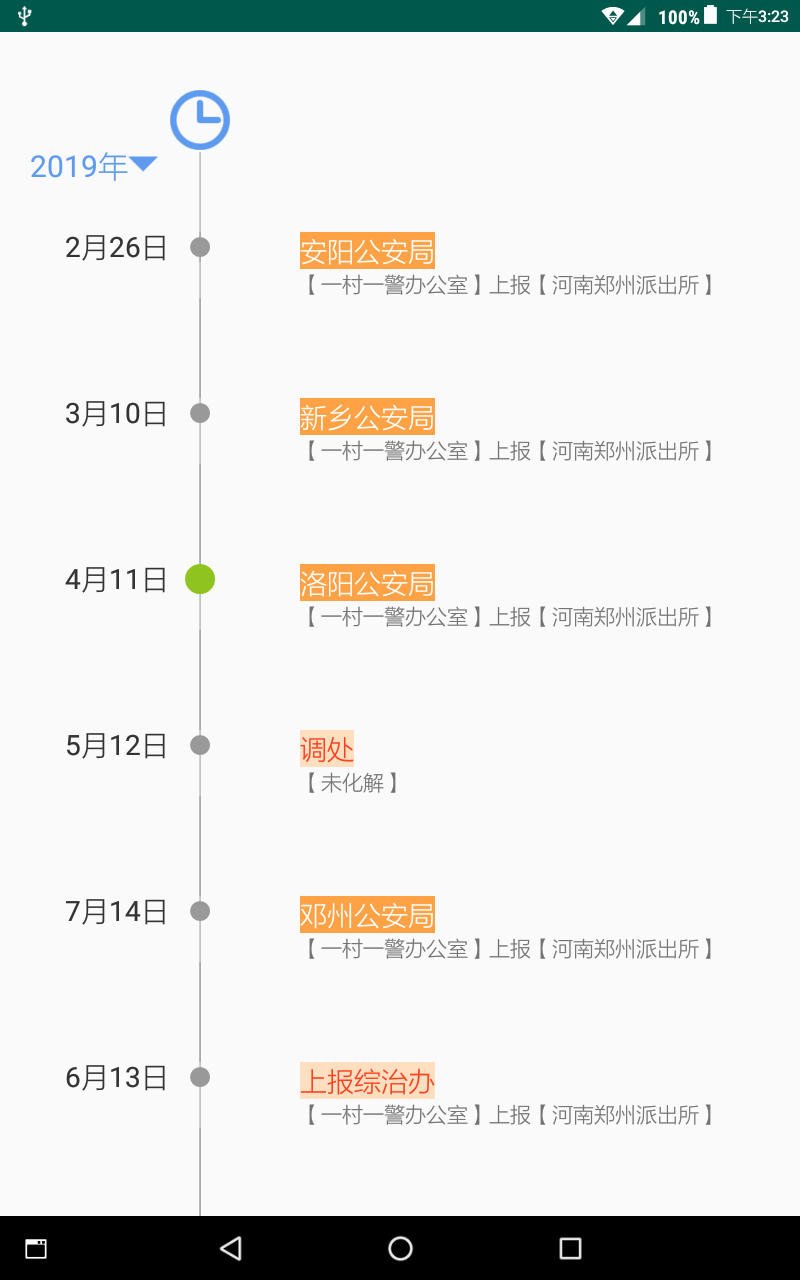 100% 下午3:23
2019年
2月26日
安阳公安局
【一村一警办公室】上报【河南郑州派出所】
3月10日
新乡公安局
【一村一警办公室】上报【河南郑州派出所】
4月11日
洛阳公安局
【一村一警办公室】上报【河南郑州派出所】
5月12日
调处
【未化解】
7月14日
邓州公安局
【一村一警办公室】上报【河南郑州派出所】
6月13日
上报综治办
【一村一警办公室】上报【河南郑州派出所】